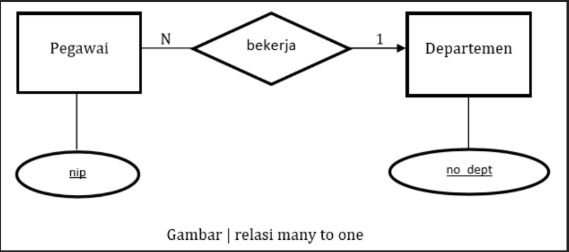 Pegawai
N
bekerja
1
Departemen
nip
no_dept
Gambar | relasi many to one